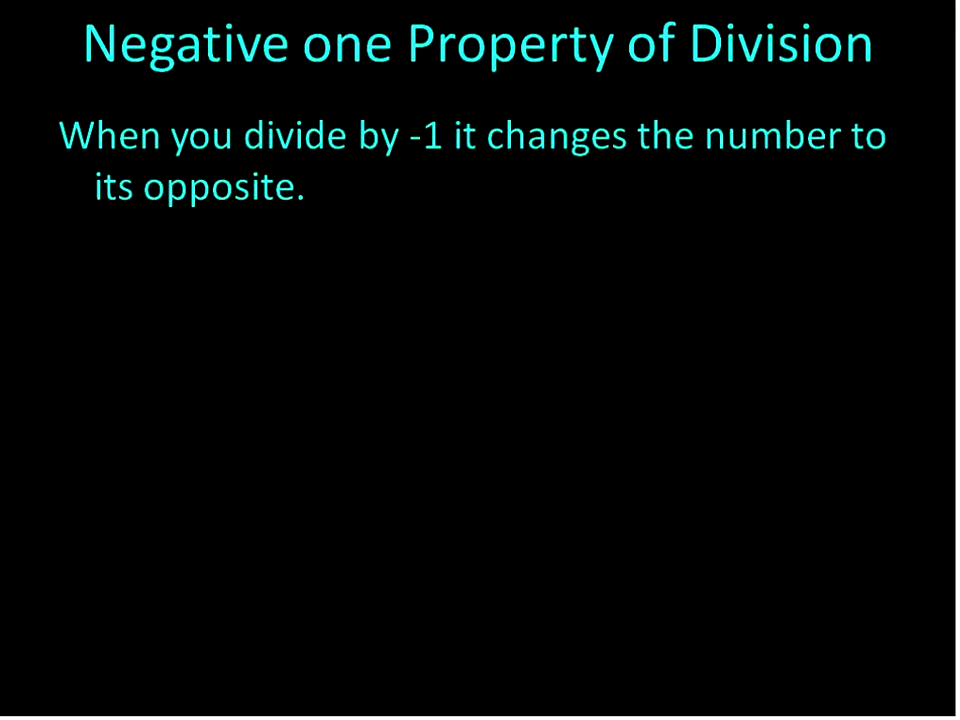 Negative one Property of Division
When you divide by -1 it changes the number to
its opposite.